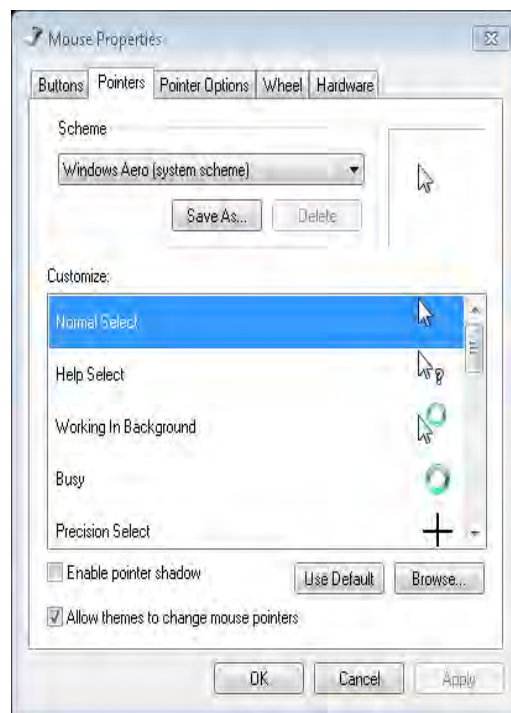 Mouse Properties
Buttons Pointers Pointer Options Wheel Hardware
Scheme
Windows Aero (system scheme)
Save As... Delete
Customize:
Normal Select
Help Select
Working In Background
Busy
Precision Select
Enable pointer shadow
Use Default Browse...
Allow themes to change mouse pointers
OK Cancel Apply